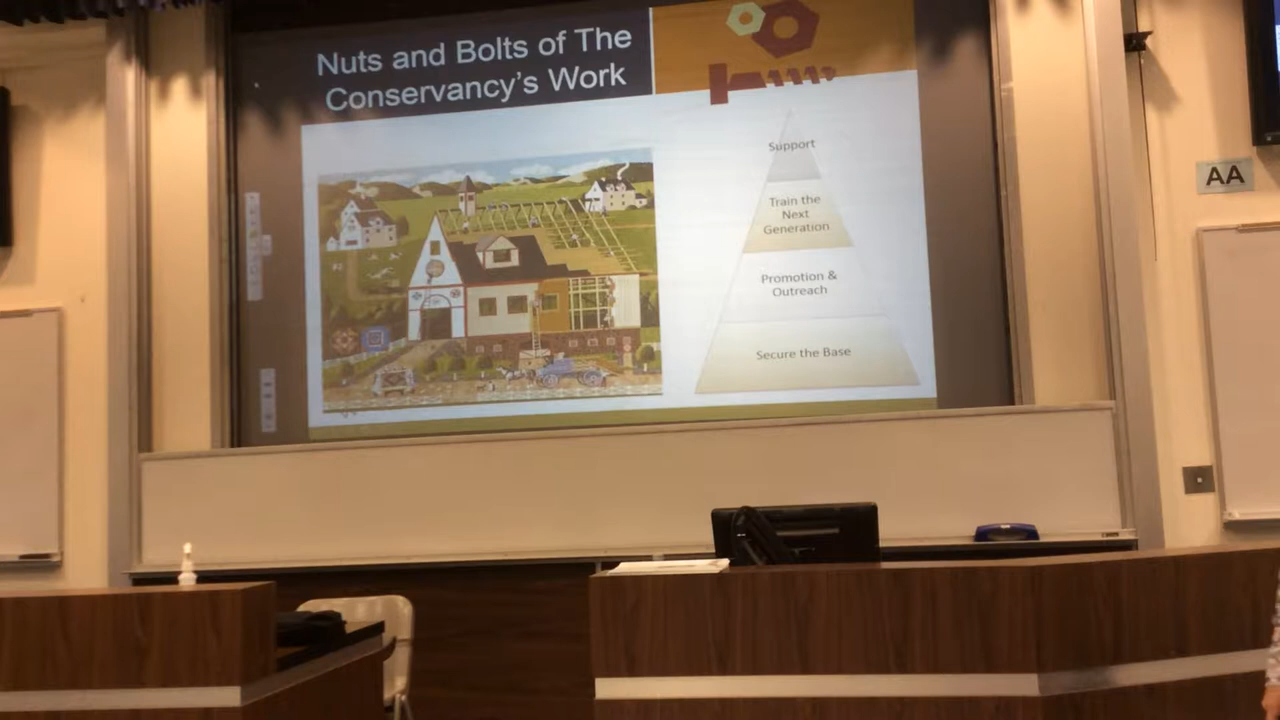 Nuts and Bolts of The
Conservancy's Work
Support
Train the
Next
Generation
Promotion &
Outreach
Secure the Base
AA